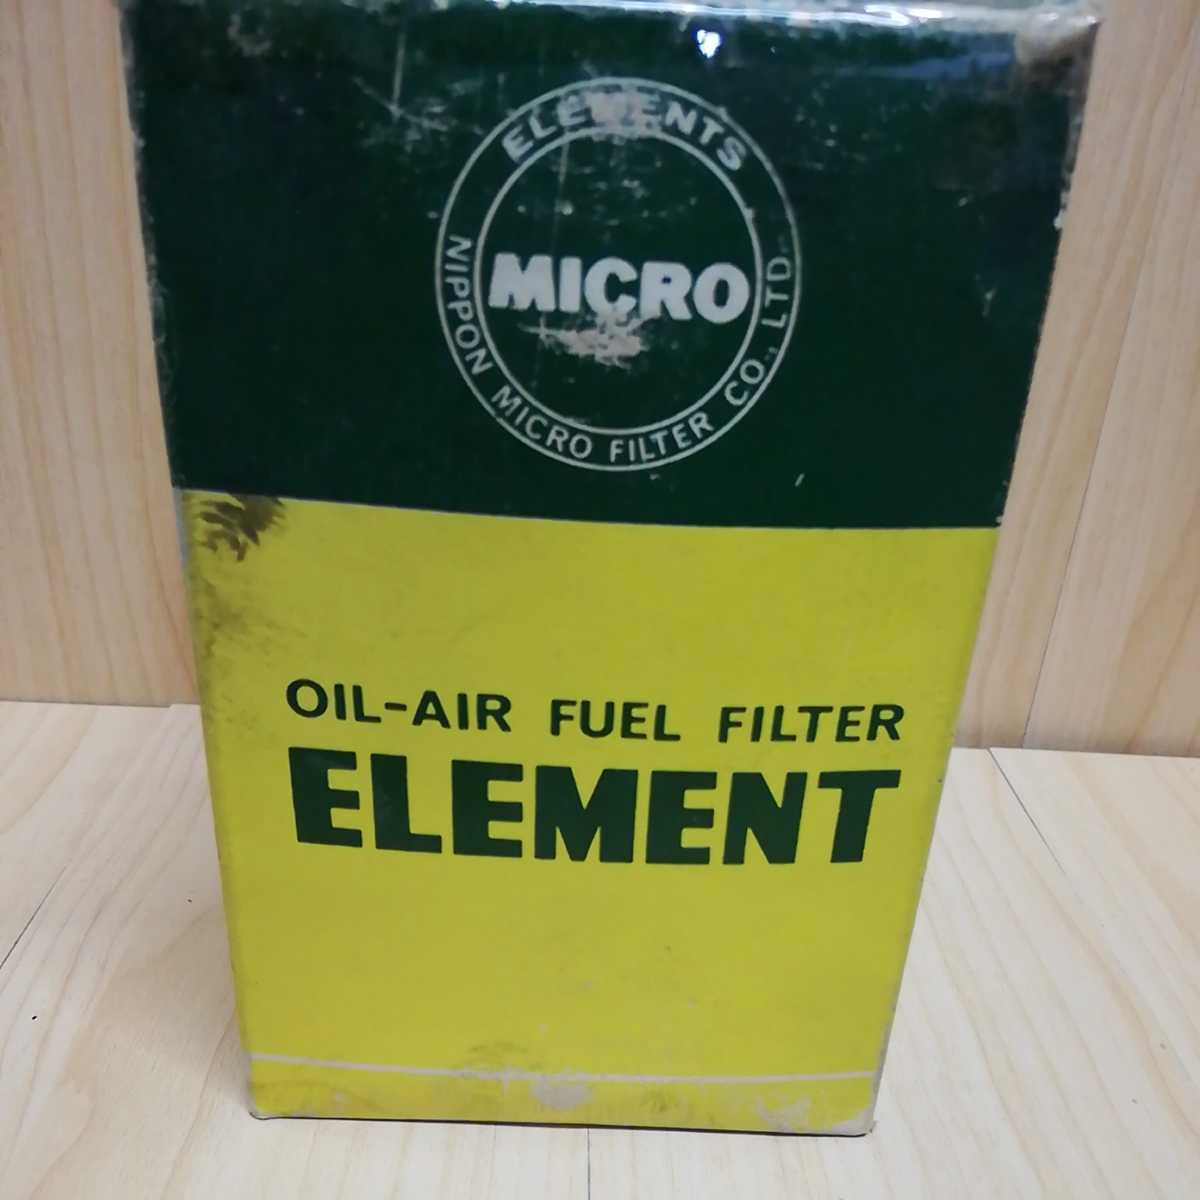 ELEMENTS
MICRO
NIPPON MICRO FILTER CO., LTD.
OIL-AIR FUEL FILTER
ELEMENT